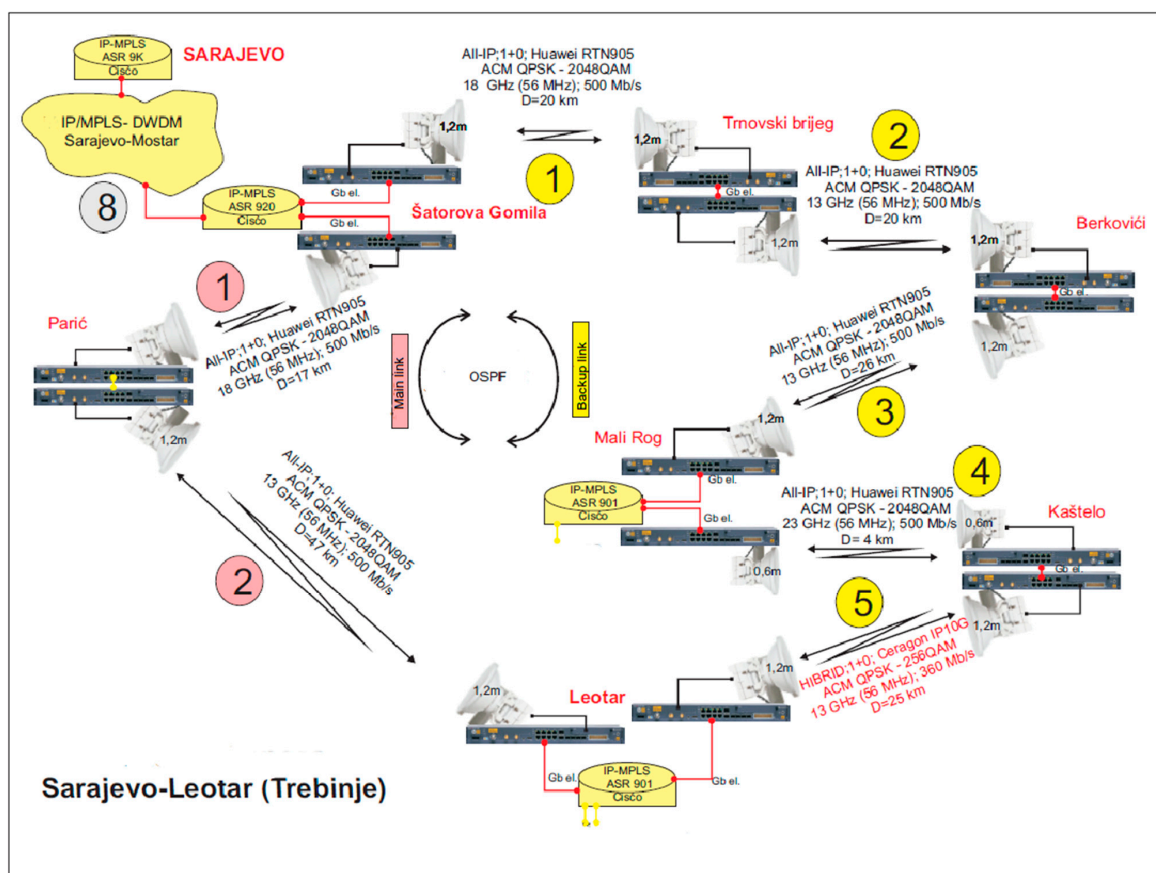 IP-MPLS
ASR 9K
Cisčo
SARAJEVO
IP/MPLS- DWDM
Sarajevo-Mostar
8
IP-MPLS
ASR 920
Cisčo
All-IP;1+0; Huawei RTN905
ACM QPSK - 2048QAM
18 GHz (56 MHz); 500 Mb/s
D=20 km
1,2m
1
Gb el.
Šatorova Gomila
Gb el.
1,2m
Trnovski brijeg
1,2m
Gb el.
1,2m
2
All-IP;1+0; Huawei RTN905
ACM QPSK - 2048QAM
13 GHz (56 MHz); 500 Mb/s
D=20 km
Berkovići
1,2m
Gb el.
1,2m
1
Parić
All-IP;1+0; Huawei RTN905
ACM QPSK - 2048QAM
18 GHz (56 MHz); 500 Mb/s
D=17 km
1,2m
Main link
OSPF
Backup link
All-IP;1+0; Huawei RTN905
ACM QPSK - 2048QAM
13 GHz (56 MHz); 500 Mb/s
D=26 km
3
Mali Rog
1,2m
Gb el.
IP-MPLS
ASR 901
Cisčo
Gb el.
0,6m
4
All-IP;1+0; Huawei RTN905
ACM QPSK - 2048QAM
23 GHz (56 MHz); 500 Mb/s
D= 4 km
Kaštelo
0,6m
Gb el.
1,2m
All-IP;1+0; Huawei RTN905
ACM QPSK - 2048QAM
13 GHz (56 MHz); 500 Mb/s
D=47 km
2
5
HIBRID;1+0; Ceragon IP10G
ACM QPSK - 256QAM
13 GHz (56 MHz); 360 Mb/s
D=25 km
1,2m
Leotar
1,2m
Gb el.
IP-MPLS
ASR 901
Cisčo
Gb el.
Sarajevo-Leotar (Trebinje)